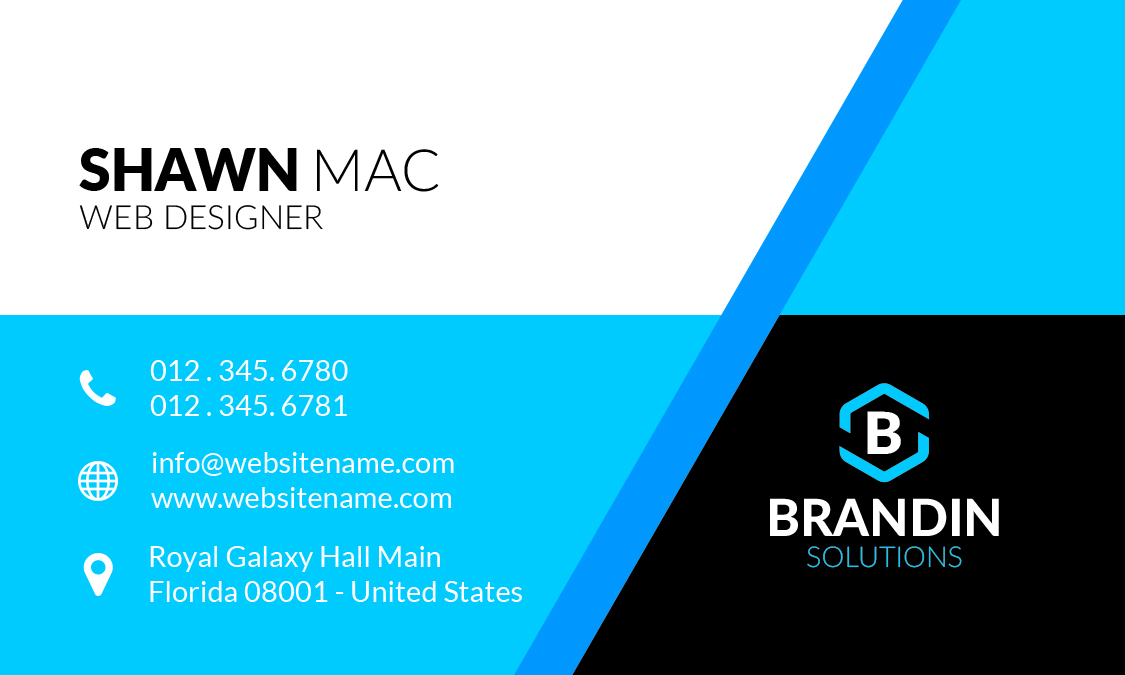 SHAWN MAC
WEB DESIGNER
012 . 345. 6780
012 . 345. 6781
info@websitename.com
www.websitename.com
Royal Galaxy Hall Main
Florida 08001 - United States
B
BRANDIN
SOLUTIONS